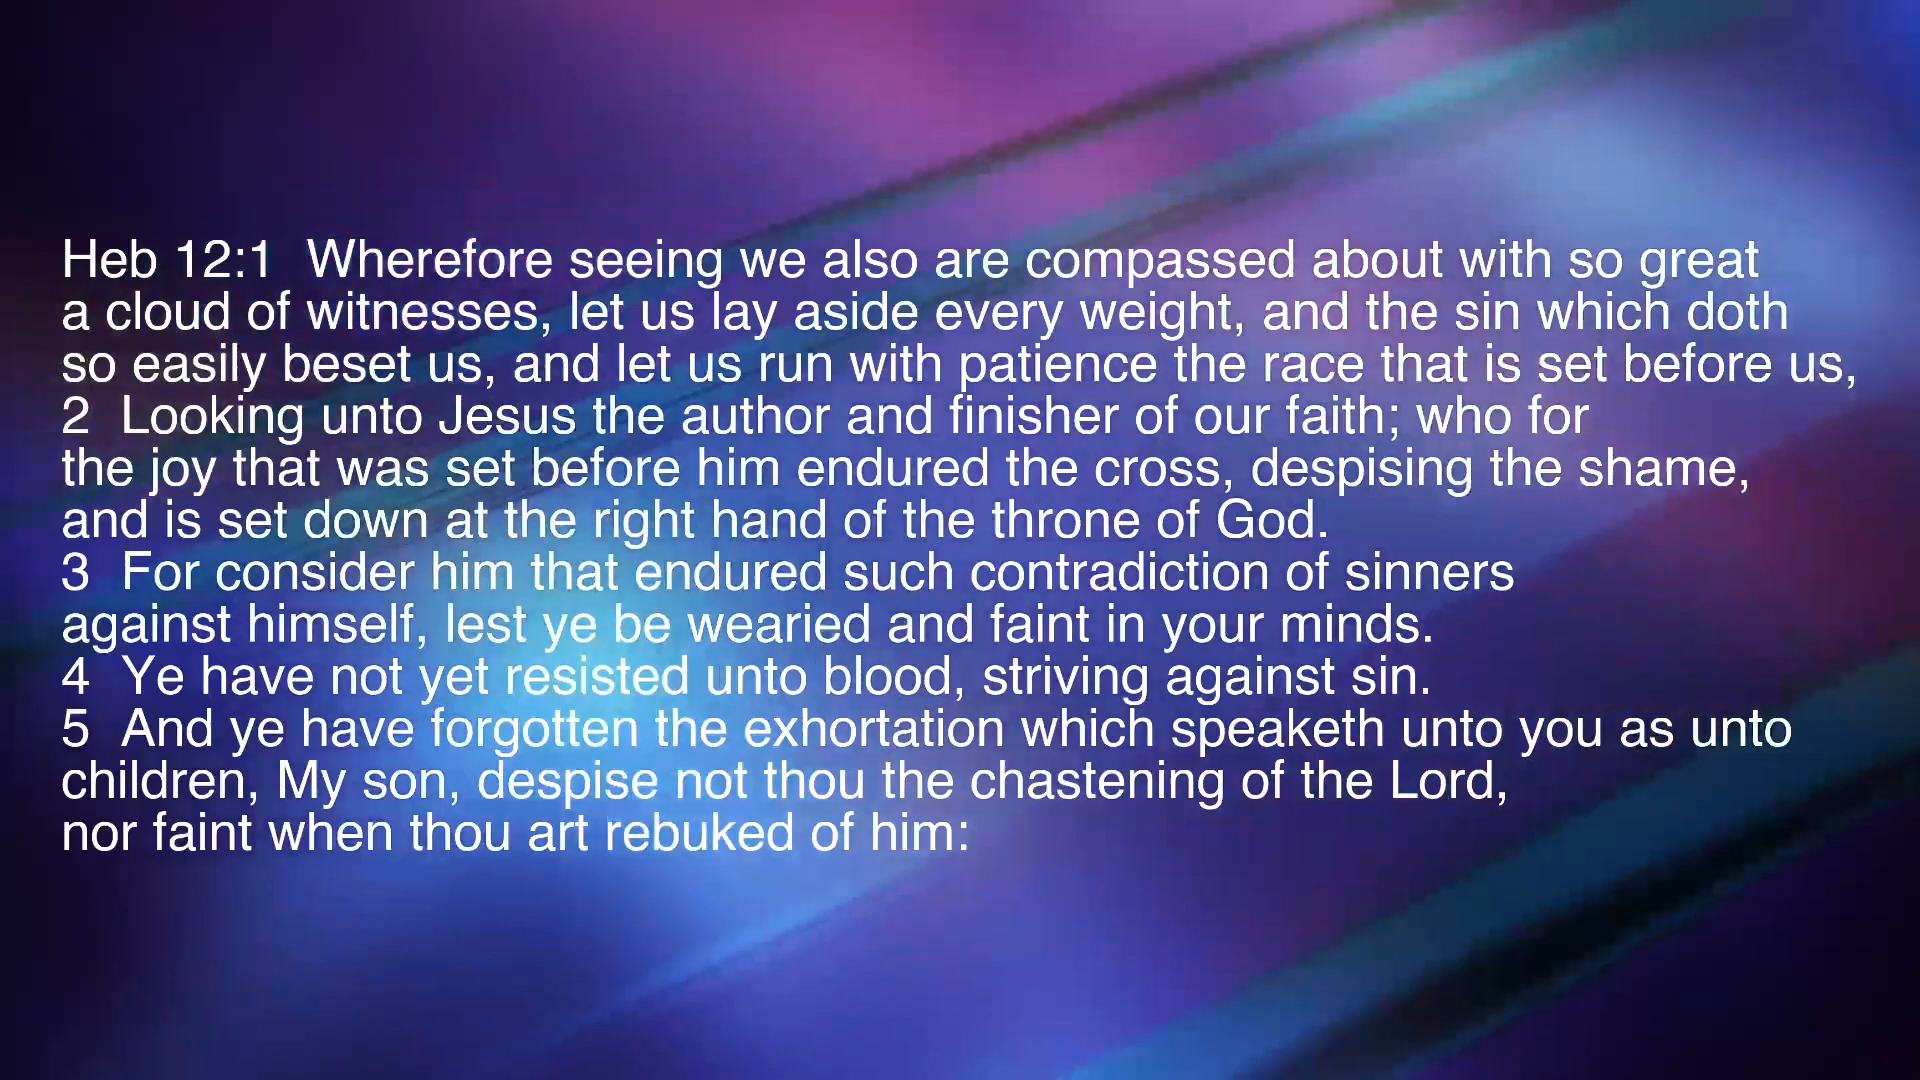 Heb 12:1  Wherefore seeing we also are compassed about with so great
a cloud of witnesses, let us lay aside every weight, and the sin which doth
so easily beset us, and let us run with patience the race that is set before us,
2  Looking unto Jesus the author and finisher of our faith; who for
the joy that was set before him endured the cross, despising the shame,
and is set down at the right hand of the throne of God.
3  For consider him that endured such contradiction of sinners
against himself, lest ye be wearied and faint in your minds.
4  Ye have not yet resisted unto blood, striving against sin.
5  And ye have forgotten the exhortation which speaketh unto you as unto
children, My son, despise not thou the chastening of the Lord,
nor faint when thou art rebuked of him: